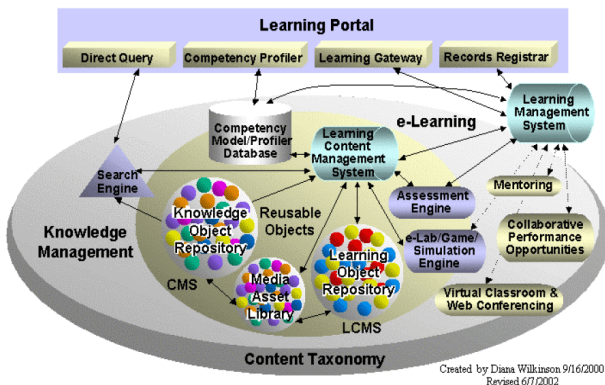 Learning Portal
Direct Query
Competency Profiler
Learning Gateway
Records Registrar
Competency
Model/Profiler
Database
Learning
Content
Management
System
e-Learning
Learning
Management
System
Search
Engine
Assessment
Engine
Mentoring
Knowledge
Object
Repository
Reusable
Objects
Knowledge
Management
e-Lab/Game/
Simulation
Engine
Collaborative
Performance
Opportunities
Learning
Object
Repository
Media
Asset
Library
CMS
LCMS
Virtual Classroom &
Web Conferencing
Content Taxonomy
Created by Diana Wilkinson 9/16/2000
Revised 6/7/2002